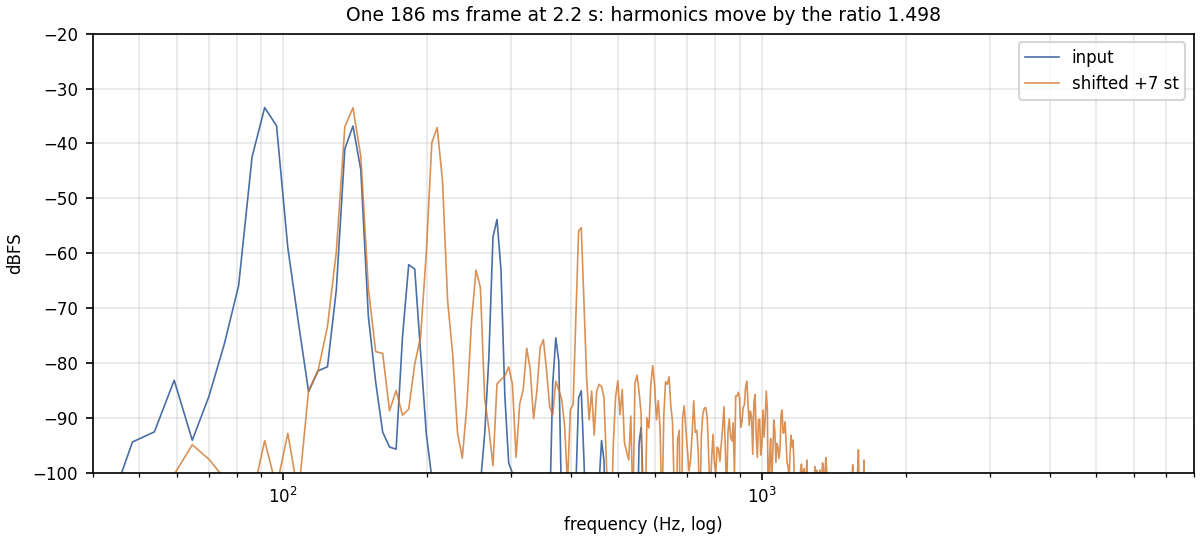 One 186 ms frame at 2.2 s: harmonics move by the ratio 1.498
input
shifted +7 st
dBFS
−20
−30
−40
−50
−60
−70
−80
−90
−100
10²
10³
frequency (Hz, log)